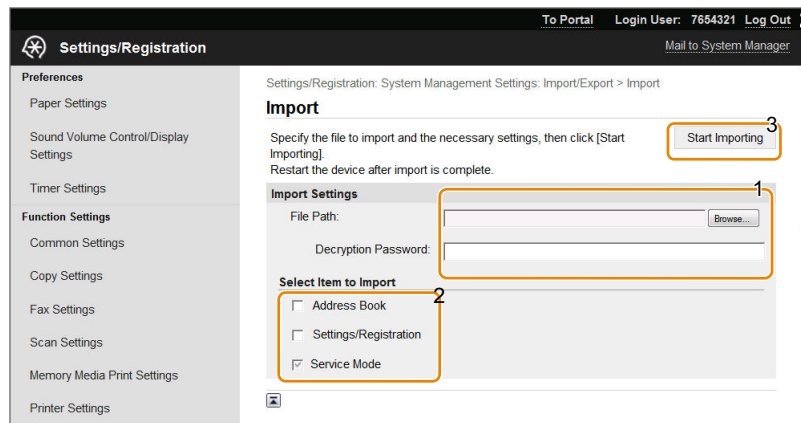 To Portal Login User: 7654321 Log Out
Settings/Registration
Mail to System Manager
Preferences
Paper Settings
Sound Volume Control/Display
Settings
Timer Settings
Function Settings
Common Settings
Copy Settings
Fax Settings
Scan Settings
Memory Media Print Settings
Printer Settings
Settings/Registration: System Management Settings: Import/Export > Import
Import
Specify the file to import and the necessary settings, then click [Start
Importing].
Restart the device after import is complete.
Start Importing
3
Import Settings
1
File Path:
Browse...
Decryption Password:
Select Item to Import
2
Address Book
Settings/Registration
Service Mode